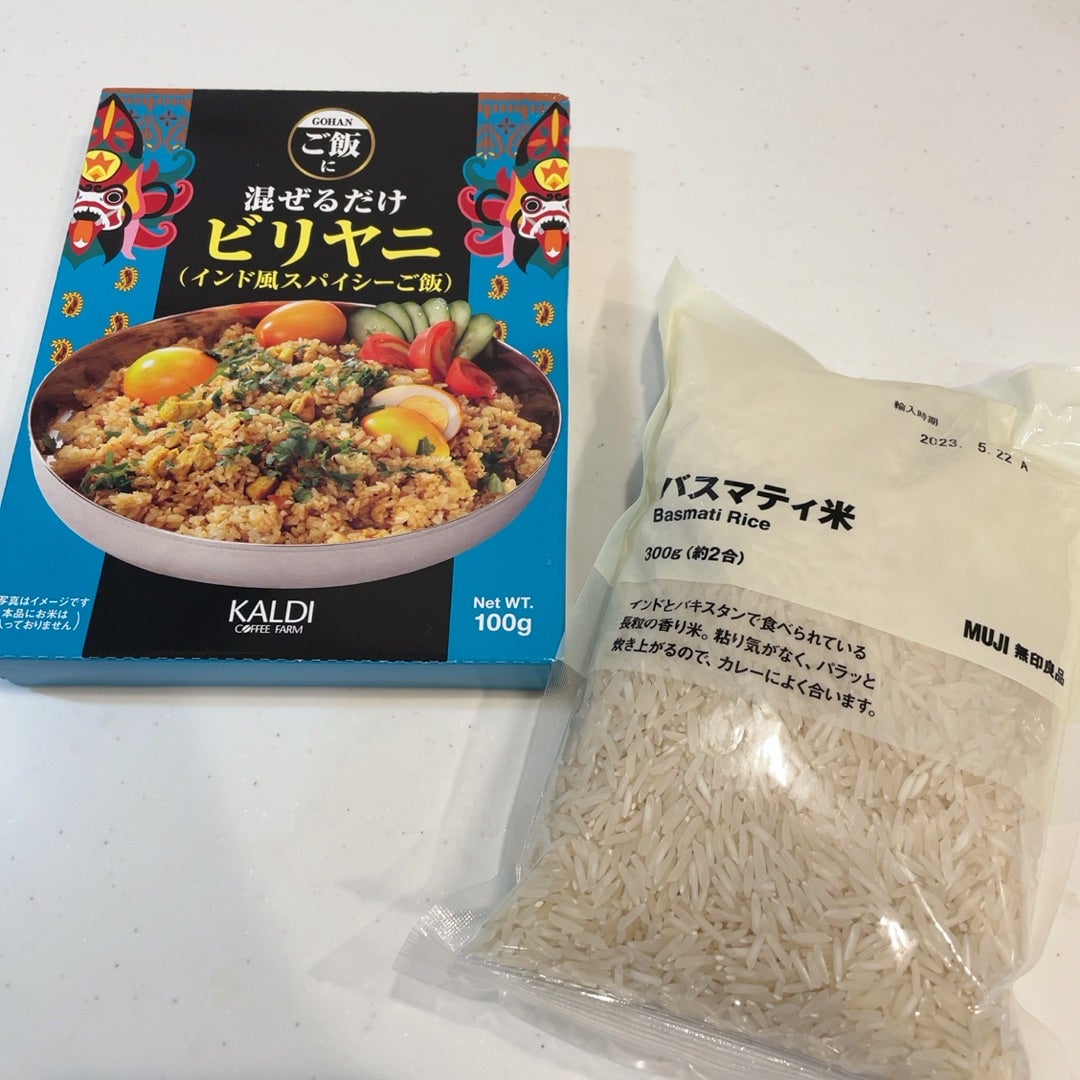 GOHAN
ご飯
に
混ぜるだけ
ビリヤニ
(インド風スパイシーご飯)
写真はイメージです
本品にお米は
入っておりません)
KALDI
COFFEE FARM
Net WT.
100g
輸入時期
2023. 5.22 A
バスマティ米
Basmati Rice
300g (約2合)
インドとパキスタンで食べられている
長粒の香り米。粘り気がなく、パラッと
炊き上がるので、カレーによく合います。
MUJI 無印良品